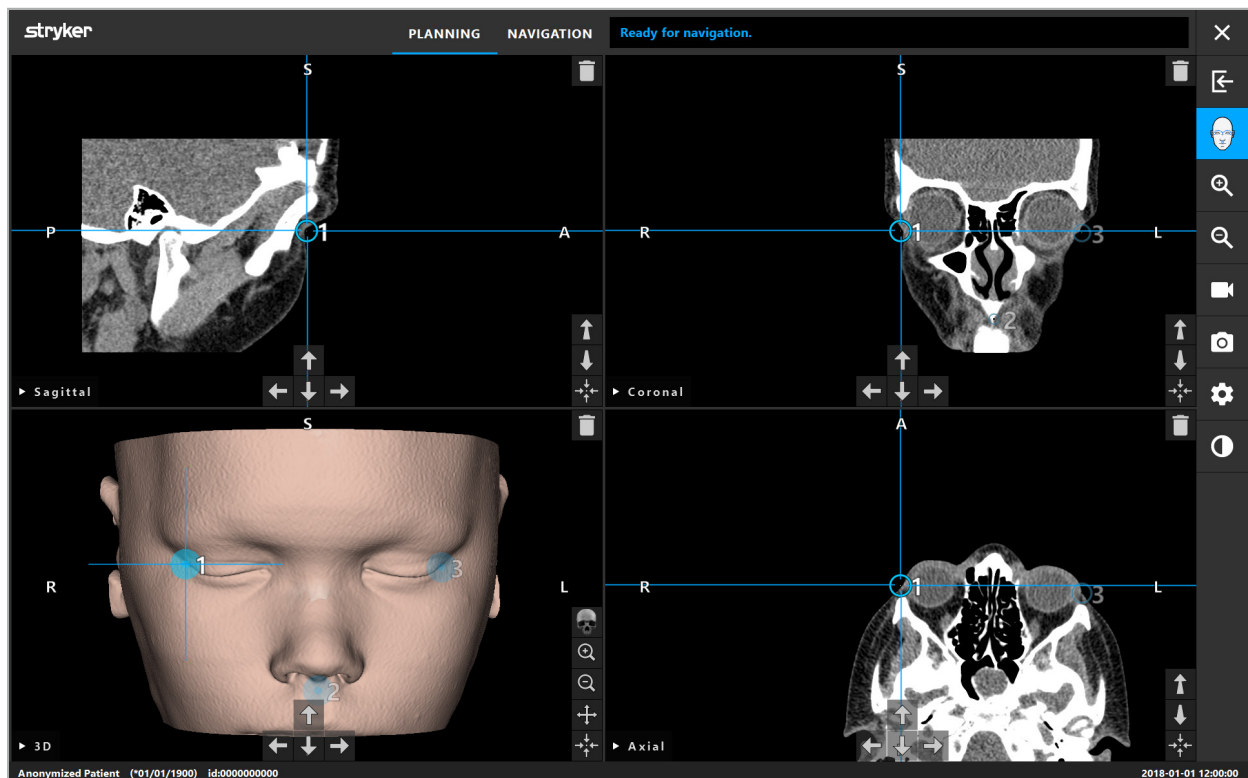 stryker
PLANNING NAVIGATION Ready for navigation.
S
P 1 A
Sagittal
S
R 1 3 L
2
Coronal
S
1 3
R L
2
3D
A
R 1 3 L
Axial
Anonymized Patient (*01/01/1900) id:0000000000 2018-01-01 12:00:00